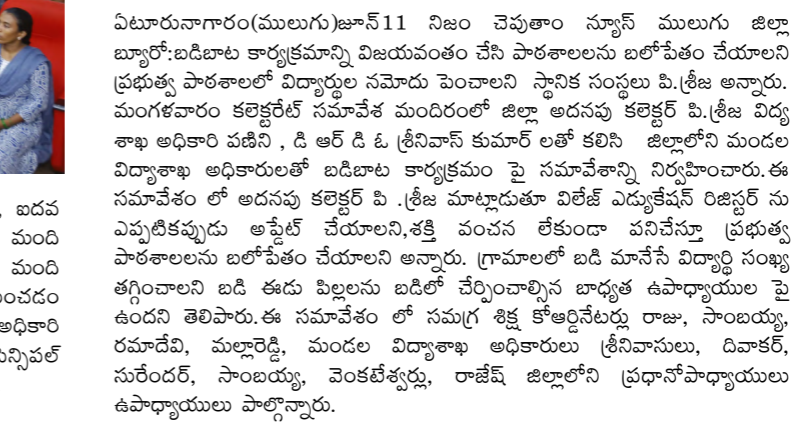 ఏటూరునాగారం(ములుగు)జూన్11 నిజం చెవుతాం న్యూస్ ములుగు జిల్లా
బ్యూరో:బడిబాట కార్యక్రమాన్ని విజయవంతం చేసి పాఠశాలలను బలోపేతం చేయాలని
ప్రభుత్వ పాఠశాలలో విద్యార్థుల నమోదు పెంచాలని స్థానిక సంస్థలు పి.శ్రీజ అన్నారు.
మంగళవారం కలెక్టరేట్ సమావేశ మందిరంలో జిల్లా అదనపు కలెక్టర్ పి.శ్రీజ విద్య
శాఖ అధికారి పణిని , డి ఆర్ డి ఓ శ్రీనివాస్ కుమార్ లతో కలిసి జిల్లాలోని మండల
విద్యాశాఖ అధికారులతో బడిబాట కార్యక్రమం పై సమావేశాన్ని నిర్వహించారు.ఈ
సమావేశం లో అదనపు కలెక్టర్ పి .శ్రీజ మాట్లాడుతూ విలేజ్ ఎడ్యుకేషన్ రిజిస్టర్ ను
ఎప్పటికప్పుడు అప్డేట్ చేయాలని,శక్తి వంచన లేకుండా పనిచేస్తూ ప్రభుత్వ
పాఠశాలలను బలోపేతం చేయాలని అన్నారు. గ్రామాలలో బడి మానేసే విద్యార్థి సంఖ్య
తగ్గించాలని బడి ఈడు పిల్లలను బడిలో చేర్పించాల్సిన బాధ్యత ఉపాధ్యాయుల పై
ఉందని తెలిపారు.ఈ సమావేశం లో సమగ్ర శిక్ష కోఆర్డినేటర్లు రాజు, సాంబయ్య,
రమాదేవి, మల్లారెడ్డి, మండల విద్యాశాఖ అధికారులు శ్రీనివాసులు, దివాకర్,
సురేందర్, సాంబయ్య, వెంకటేశ్వర్లు, రాజేష్ జిల్లాలోని ప్రధానోపాధ్యాయులు
ఉపాధ్యాయులు పాల్గొన్నారు.
ఐదవ
మంది
మంది
అధికారి